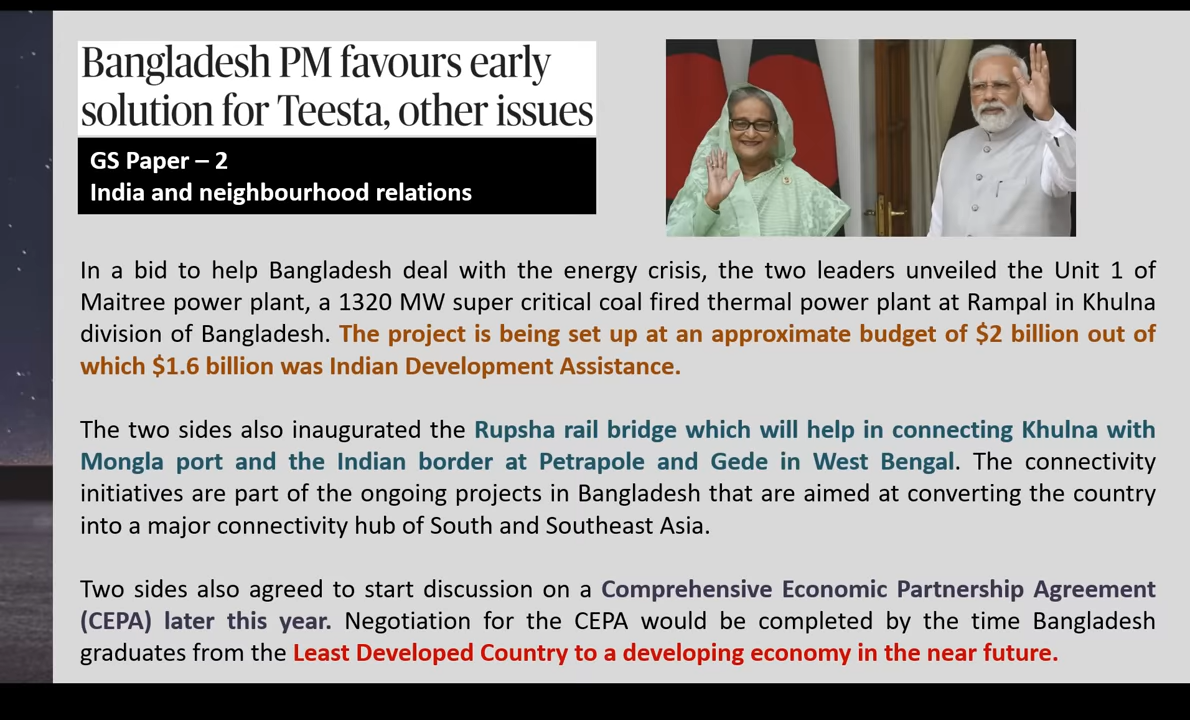 Bangladesh PM favours early
solution for Teesta, other issues
GS Paper – 2
India and neighbourhood relations
In a bid to help Bangladesh deal with the energy crisis, the two leaders unveiled the Unit 1 of
Maitree power plant, a 1320 MW super critical coal fired thermal power plant at Rampal in Khulna
division of Bangladesh. The project is being set up at an approximate budget of $2 billion out of
which $1.6 billion was Indian Development Assistance.
The two sides also inaugurated the Rupsha rail bridge which will help in connecting Khulna with
Mongla port and the Indian border at Petrapole and Gede in West Bengal. The connectivity
initiatives are part of the ongoing projects in Bangladesh that are aimed at converting the country
into a major connectivity hub of South and Southeast Asia.
Two sides also agreed to start discussion on a Comprehensive Economic Partnership Agreement
(CEPA) later this year. Negotiation for the CEPA would be completed by the time Bangladesh
graduates from the Least Developed Country to a developing economy in the near future.